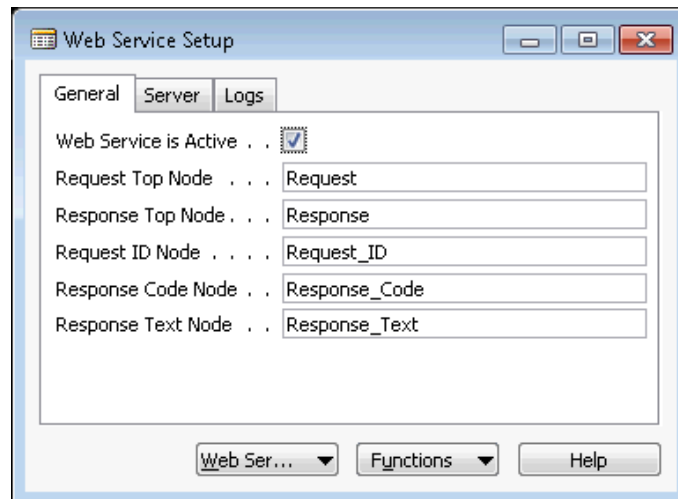 Web Service Setup
General Server Logs
Web Service is Active . .
Request Top Node . . . Request
Response Top Node . . . Response
Request ID Node . . . . Request_ID
Response Code Node . . Response_Code
Response Text Node . . Response_Text
Web Ser... Functions Help